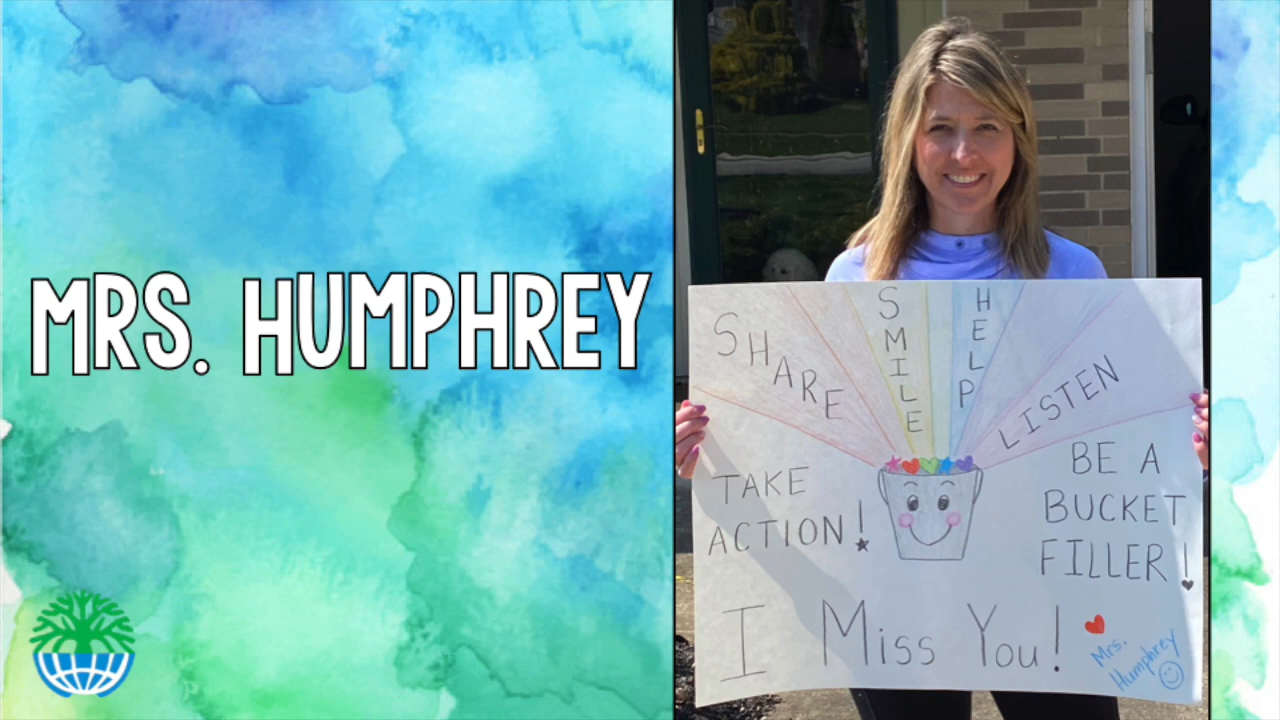 MRS. HUMPHREY
SHARE
SMILE
HELP
LISTEN
TAKE
ACTION!
BE A
BUCKET
FILLER!
I Miss You!
Mrs.
Humphrey